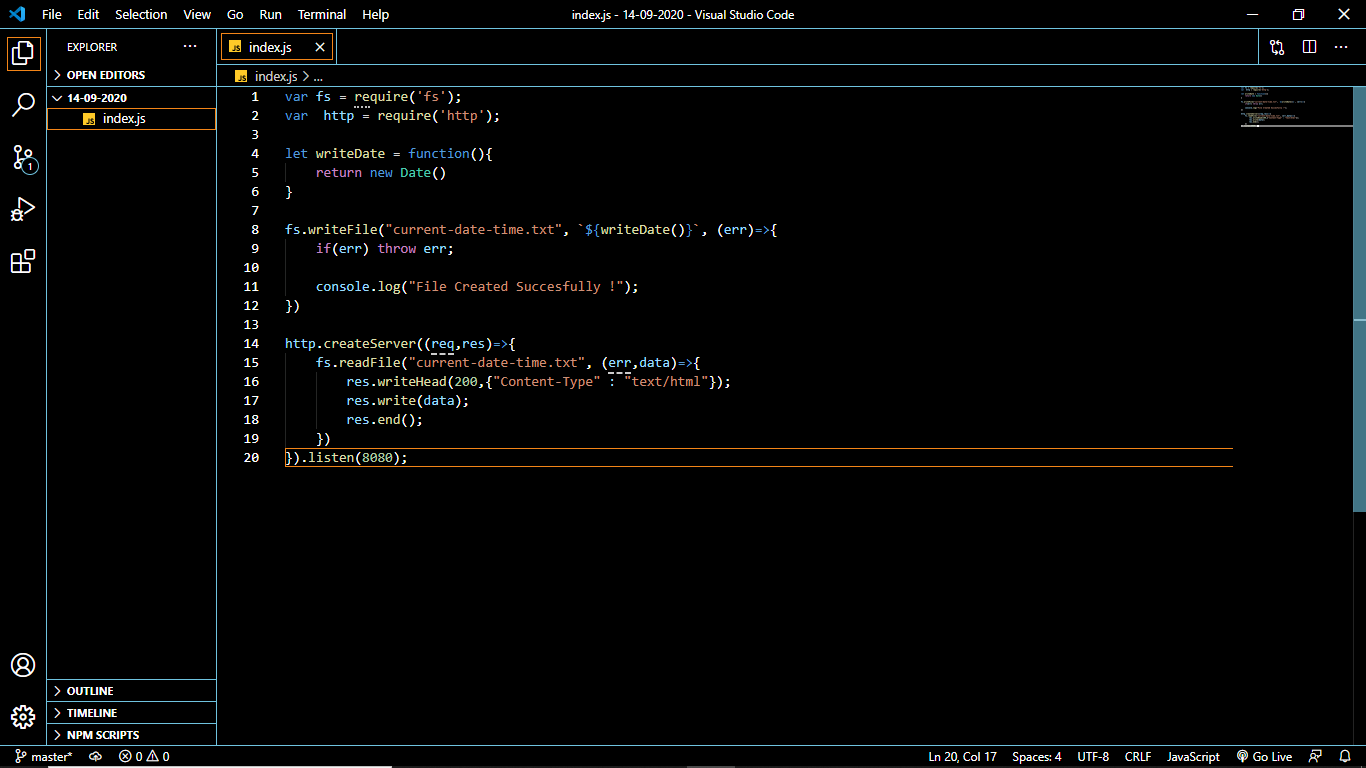 File Edit Selection View Go Run Terminal Help index.js - 14-09-2020 - Visual Studio Code
EXPLORER ...
OPEN EDITORS
14-09-2020
JS index.js
1
JS index.js
JS index.js > ...
1 var fs = require('fs');
2 var  http = require('http');
3
4 let writeDate = function(){
5     return new Date()
6 }
7
8 fs.writeFile("current-date-time.txt", `${writeDate()}`, (err)=>{
9     if(err) throw err;
10
11     console.log("File Created Succesfully !");
12 })
13
14 http.createServer((req,res)=>{
15     fs.readFile("current-date-time.txt", (err,data)=>{
16         res.writeHead(200,{"Content-Type" : "text/html"});
17         res.write(data);
18         res.end();
19     })
20 }).listen(8080);
OUTLINE
TIMELINE
NPM SCRIPTS
master* 0 0 Ln 20, Col 17 Spaces: 4 UTF-8 CRLF JavaScript Go Live